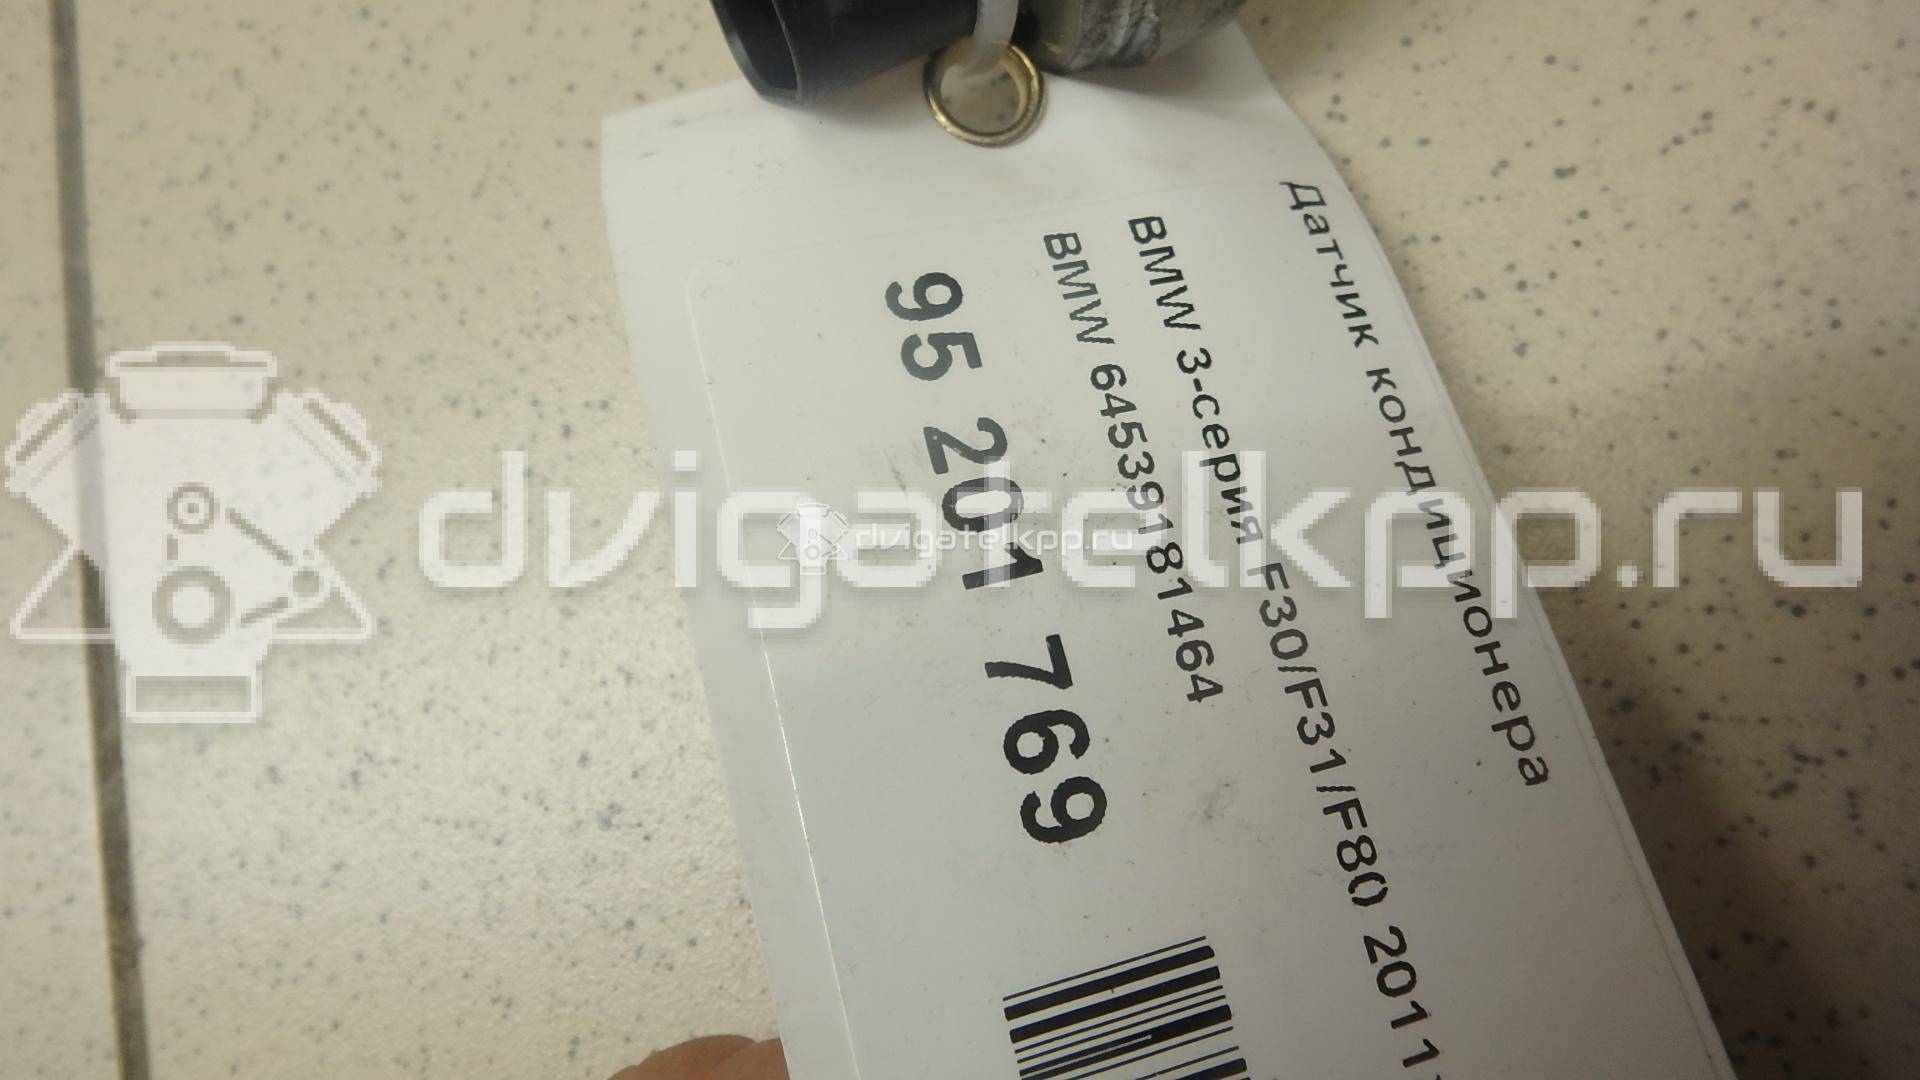 Датчик кондиционера
BMW 3-серия F30/F31/F80 2011
BMW 64539181464
95 201 769
dvigatelkpp.ru
dvigatelkpp.ru